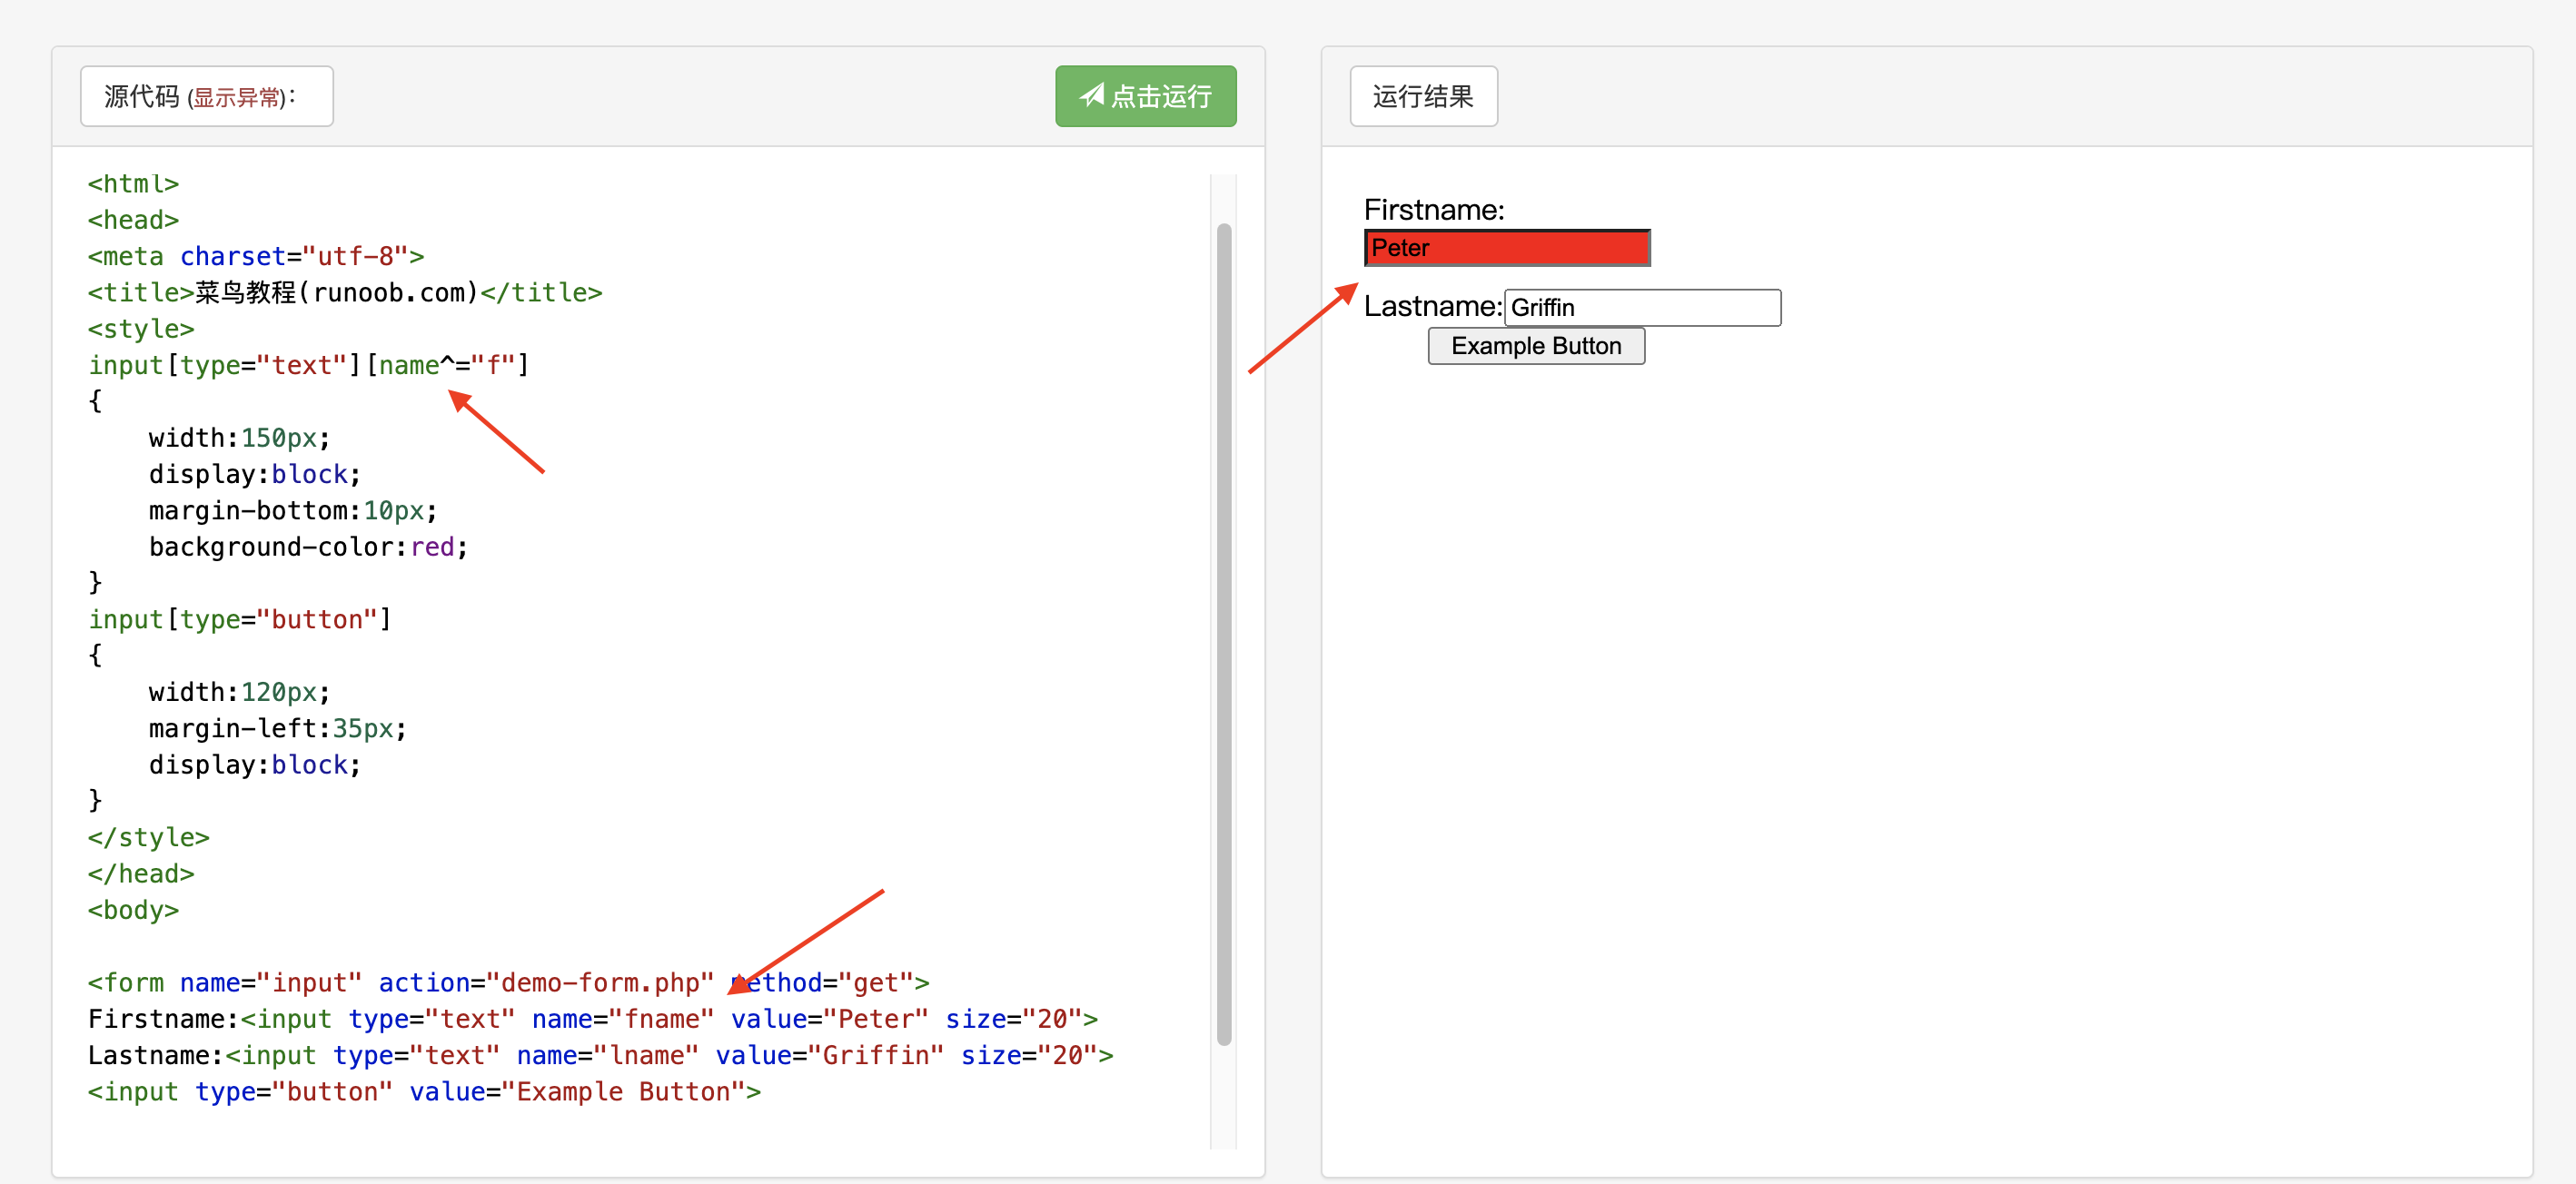 源代码 (显示异常)：
点击运行
<html>
<head>
<meta charset="utf-8">
<title>菜鸟教程(runoob.com)</title>
<style>
input[type="text"][name^="f"]
{
    width:150px;
    display:block;
    margin-bottom:10px;
    background-color:red;
}
input[type="button"]
{
    width:120px;
    margin-left:35px;
    display:block;
}
</style>
</head>
<body>
<form name="input" action="demo-form.php" method="get">
Firstname:<input type="text" name="fname" value="Peter" size="20">
Lastname:<input type="text" name="lname" value="Griffin" size="20">
<input type="button" value="Example Button">
运行结果
Firstname:
Peter
Lastname: Griffin
Example Button